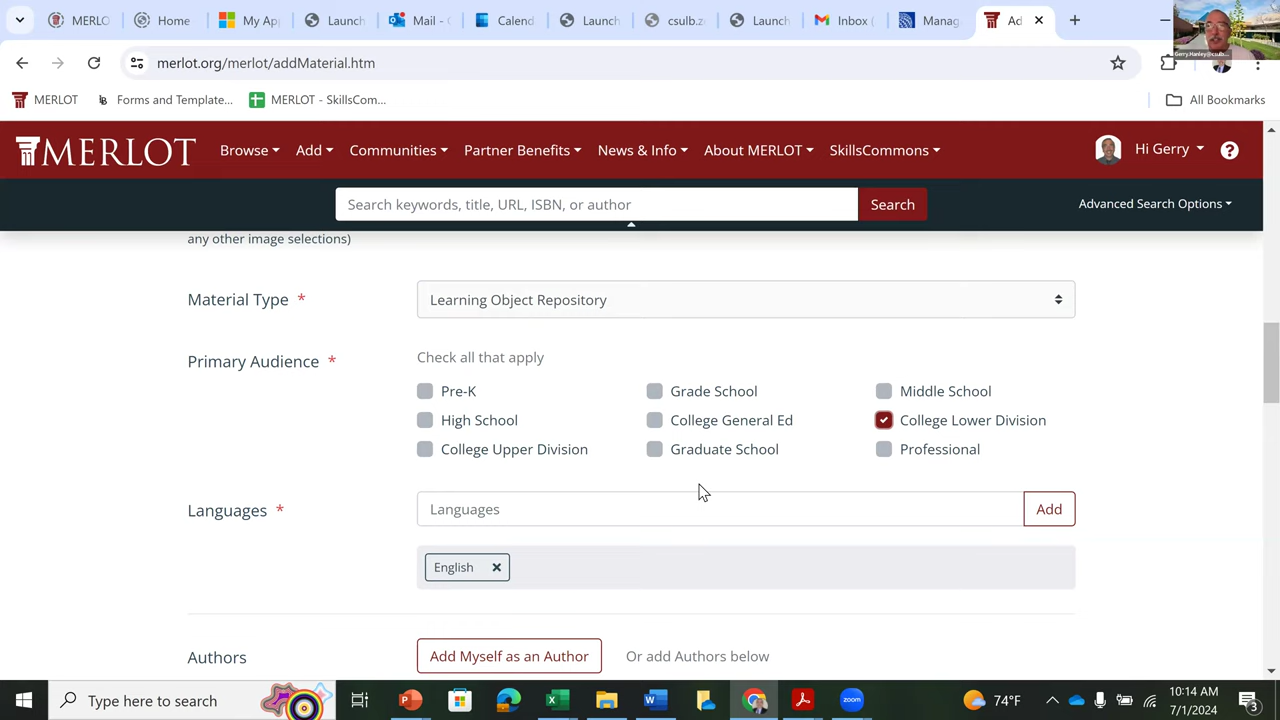 MERLO
Home
My Ap
Launch
Mail -
Calend
Launch
csulb.z
Launch
Inbox (
Manag
Ad
merlot.org/merlot/addMaterial.htm
Gerry.Hanley@csulb...
MERLOT
Forms and Template...
MERLOT - SkillsCom...
All Bookmarks
MERLOT
Browse
Add
Communities
Partner Benefits
News & Info
About MERLOT
SkillsCommons
Hi Gerry
?
Search keywords, title, URL, ISBN, or author
Search
Advanced Search Options
any other image selections)
Material Type *
Learning Object Repository
Primary Audience *
Check all that apply
Pre-K
Grade School
Middle School
High School
College General Ed
College Lower Division
College Upper Division
Graduate School
Professional
Languages *
Languages
Add
English
Authors
Add Myself as an Author
Or add Authors below
Type here to search
74°F
10:14 AM
7/1/2024
3